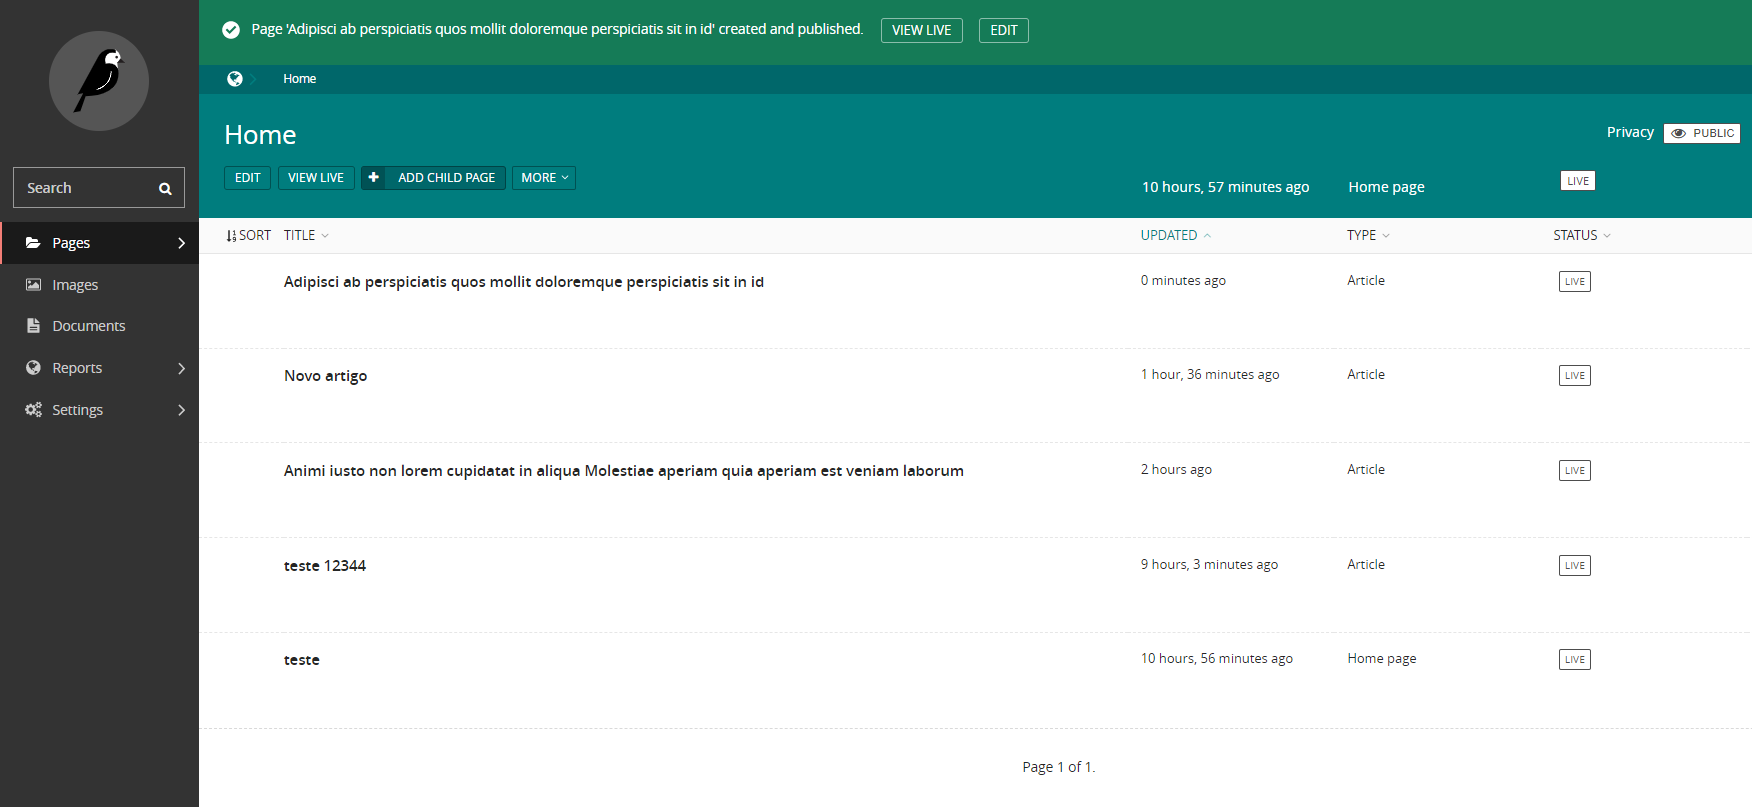 Page 'Adipisci ab perspiciatis quos mollit doloremque perspiciatis sit in id' created and published. VIEW LIVE EDIT
Home
Home
Privacy PUBLIC
EDIT VIEW LIVE ADD CHILD PAGE MORE
10 hours, 57 minutes ago Home page LIVE
Search
Pages
Images
Documents
Reports
Settings
SORT TITLE UPDATED TYPE STATUS
Adipisci ab perspiciatis quos mollit doloremque perspiciatis sit in id 0 minutes ago Article LIVE
Novo artigo 1 hour, 36 minutes ago Article LIVE
Animi iusto non lorem cupidatat in aliqua Molestiae aperiam quia aperiam est veniam laborum 2 hours ago Article LIVE
teste 12344 9 hours, 3 minutes ago Article LIVE
teste 10 hours, 56 minutes ago Home page LIVE
Page 1 of 1.